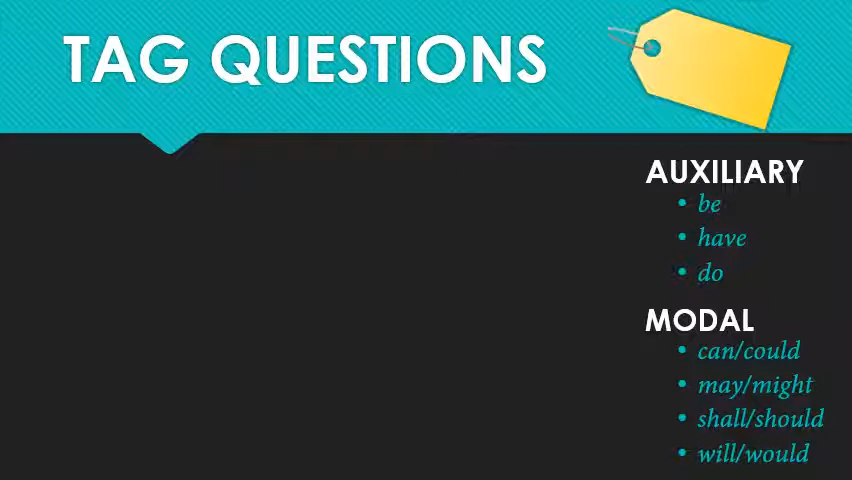 TAG QUESTIONS
AUXILIARY
• be
• have
• do
MODAL
• can/could
• may/might
• shall/should
• will/would